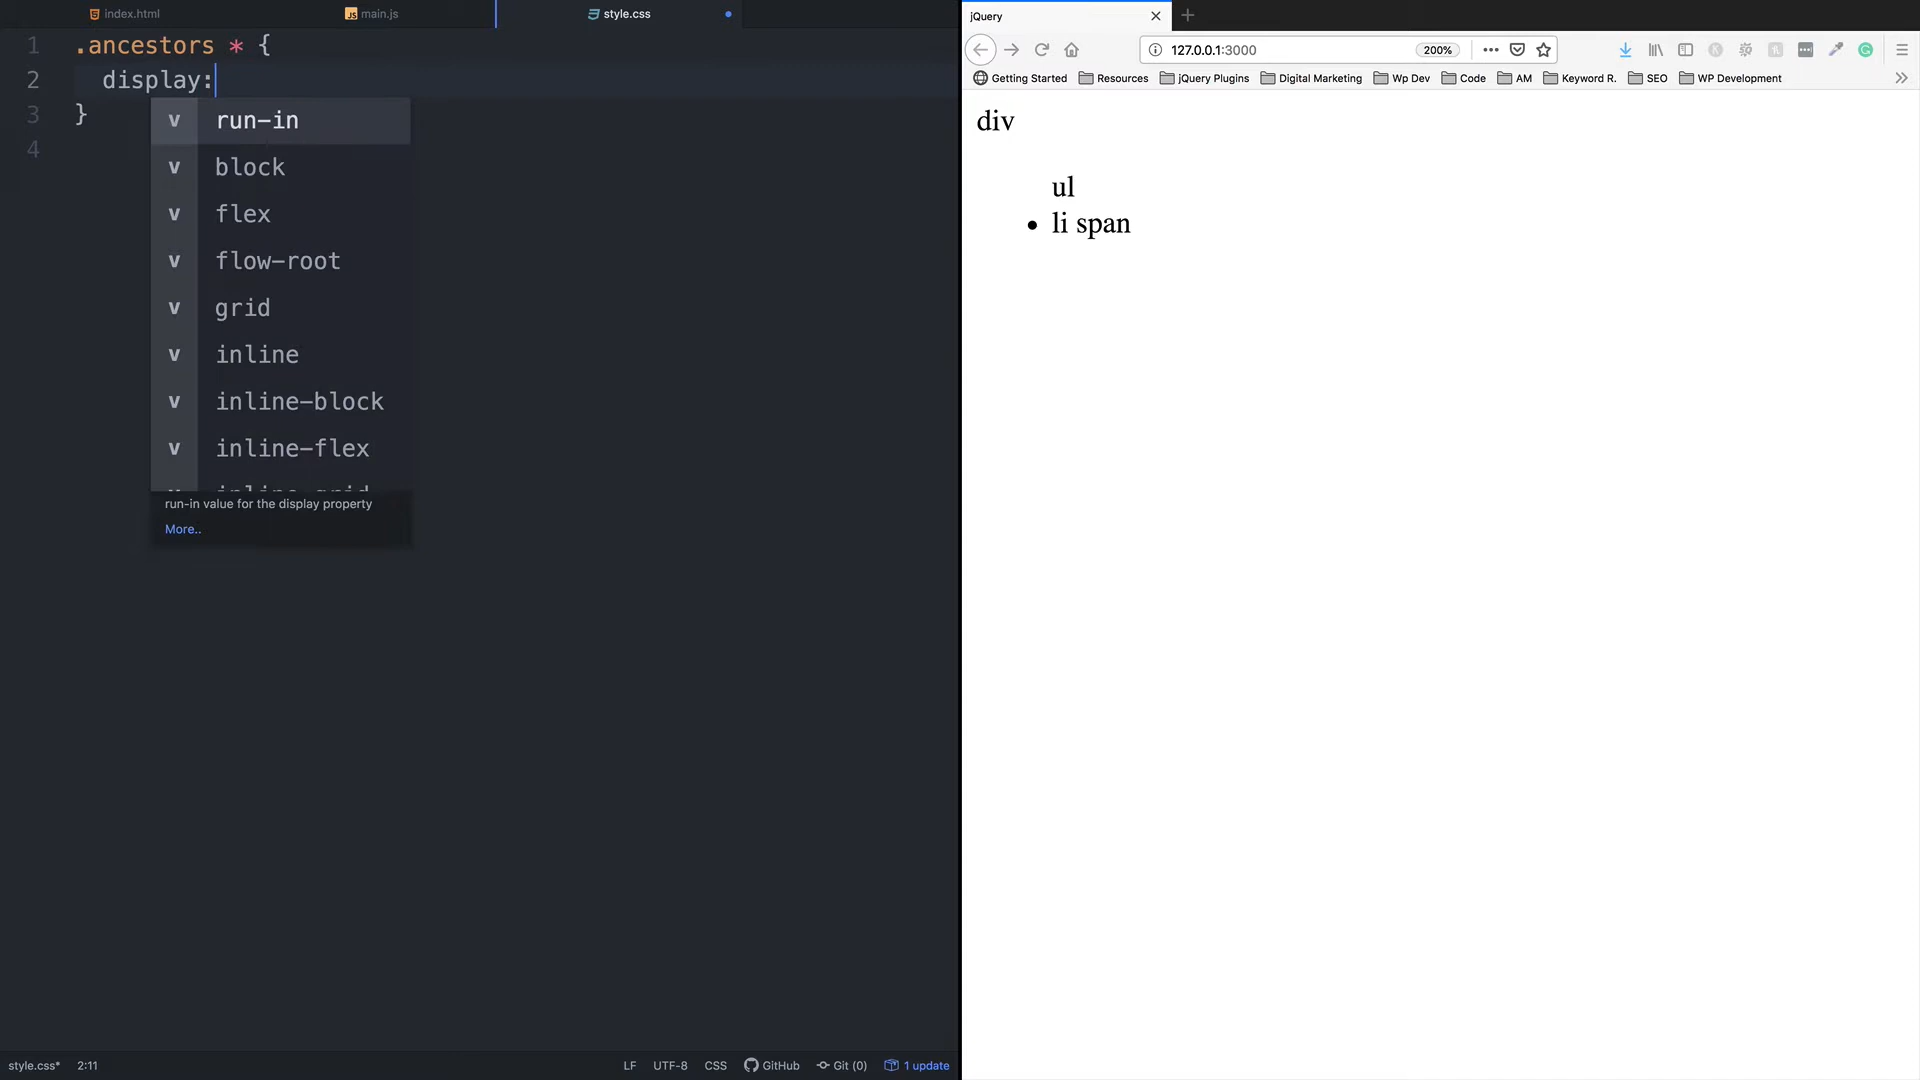 index.html
main.js
style.css
1 .ancestors * {
2 display:
3 }
4
v run-in
v block
v flex
v flow-root
v grid
v inline
v inline-block
v inline-flex
inline-grid
run-in value for the display property
More..
style.css* 2:11
LF UTF-8 CSS GitHub Git (0) 1 update
jQuery
127.0.0.1:3000 200%
Getting Started Resources jQuery Plugins Digital Marketing Wp Dev Code AM Keyword R. SEO WP Development
div
ul
li span